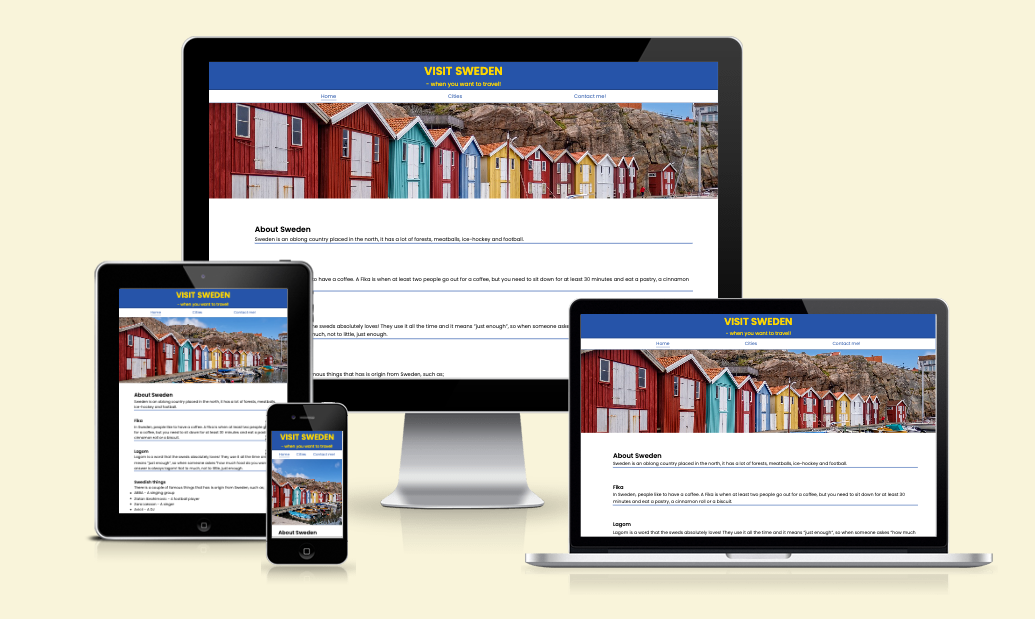 VISIT SWEDEN
- when you want to travel!
Home Cities Contact me!
About Sweden
Sweden is an oblong country placed in the north, it has a lot of forests, meatballs, ice-hockey and football.
to have a coffee. A Fika is when at least two people go out for a coffee, but you need to sit down for at least 30 minutes and eat a pastry, a cinnamon
the sweds absolutely loves! They use it all the time and it means "just enough", so when someone aske
much, not to little, just enough.
mous things that has is origin from Sweden, such as;
VISIT SWEDEN
- when you want to travel!
Home Cities Contact me!
About Sweden
Sweden is an oblong country placed in the north, it has a lot of forests, meatballs,
ice-hockey and football.
Fika
In Sweden, people like to have a coffee. A Fika is when at least two people go
for a coffee, but you need to sit down for at least 30 minutes and eat a pastry, a
cinnamon roll or a biscuit.
Lagom
Lagom is a word that the sweds absolutely loves! They use it all the time an
means "just enough", so when someone asks "how much how do you wan
answer is always lagom! Not to much, not to little, just enough.
Swedish things
There is a couple of famous things that has is origin from Sweden, such as;
ABBA - A singing group
Zlatan Ibrahimovic - a football player
VISIT SWEDEN
- when you want to travel!
Home Cities Contact me!
About Sweden
VISIT SWEDEN
- when you want to travel!
Home Cities Contact me!
About Sweden
Sweden is an oblong country placed in the north, it has a lot of forests, meatballs, ice-hockey and football.
Fika
In Sweden, people like to have a coffee. A Fika is when at least two people go out for a coffee, but you need to sit down for at least 30
minutes and eat a pastry, a cinnamon roll or a biscuit.
Lagom
Lagom is a word that the sweds absolutely loves! They use it all the time and it means "just enough", so when someone asks "how much